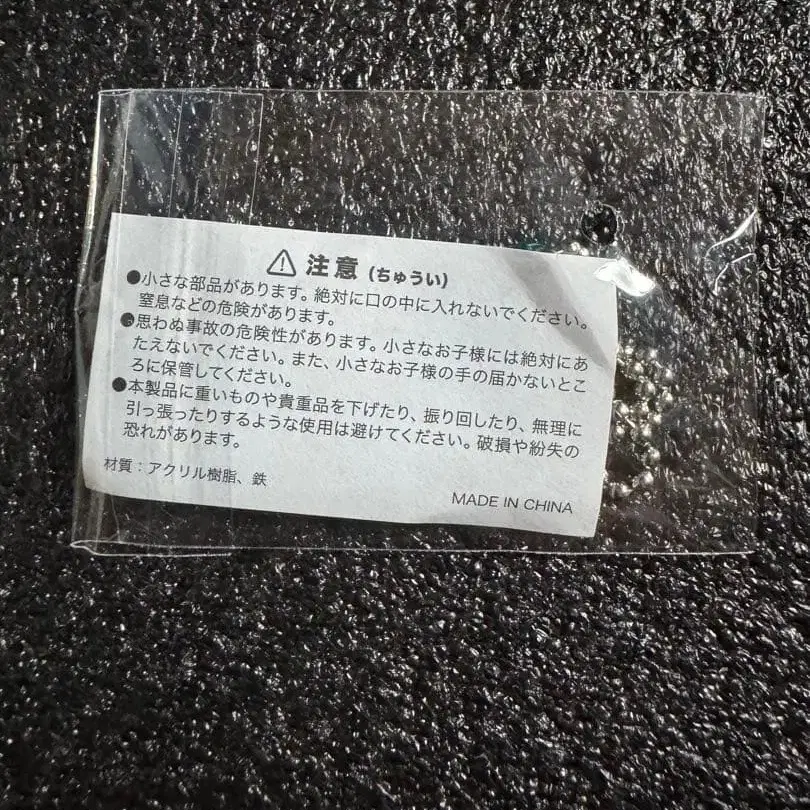 ⚠ 注意（ちゅうい）
●小さな部品があります。絶対に口の中に入れないでください。
窒息などの危険があります。
●思わぬ事故の危険性があります。小さなお子様には絶対にあ
たえないでください。また、小さなお子様の手の届かないとこ
ろに保管してください。
●本製品に重いものや貴重品を下げたり、振り回したり、無理に
引っ張ったりするような使用は避けてください。破損や紛失の
恐れがあります。
材質：アクリル樹脂、鉄
MADE IN CHINA